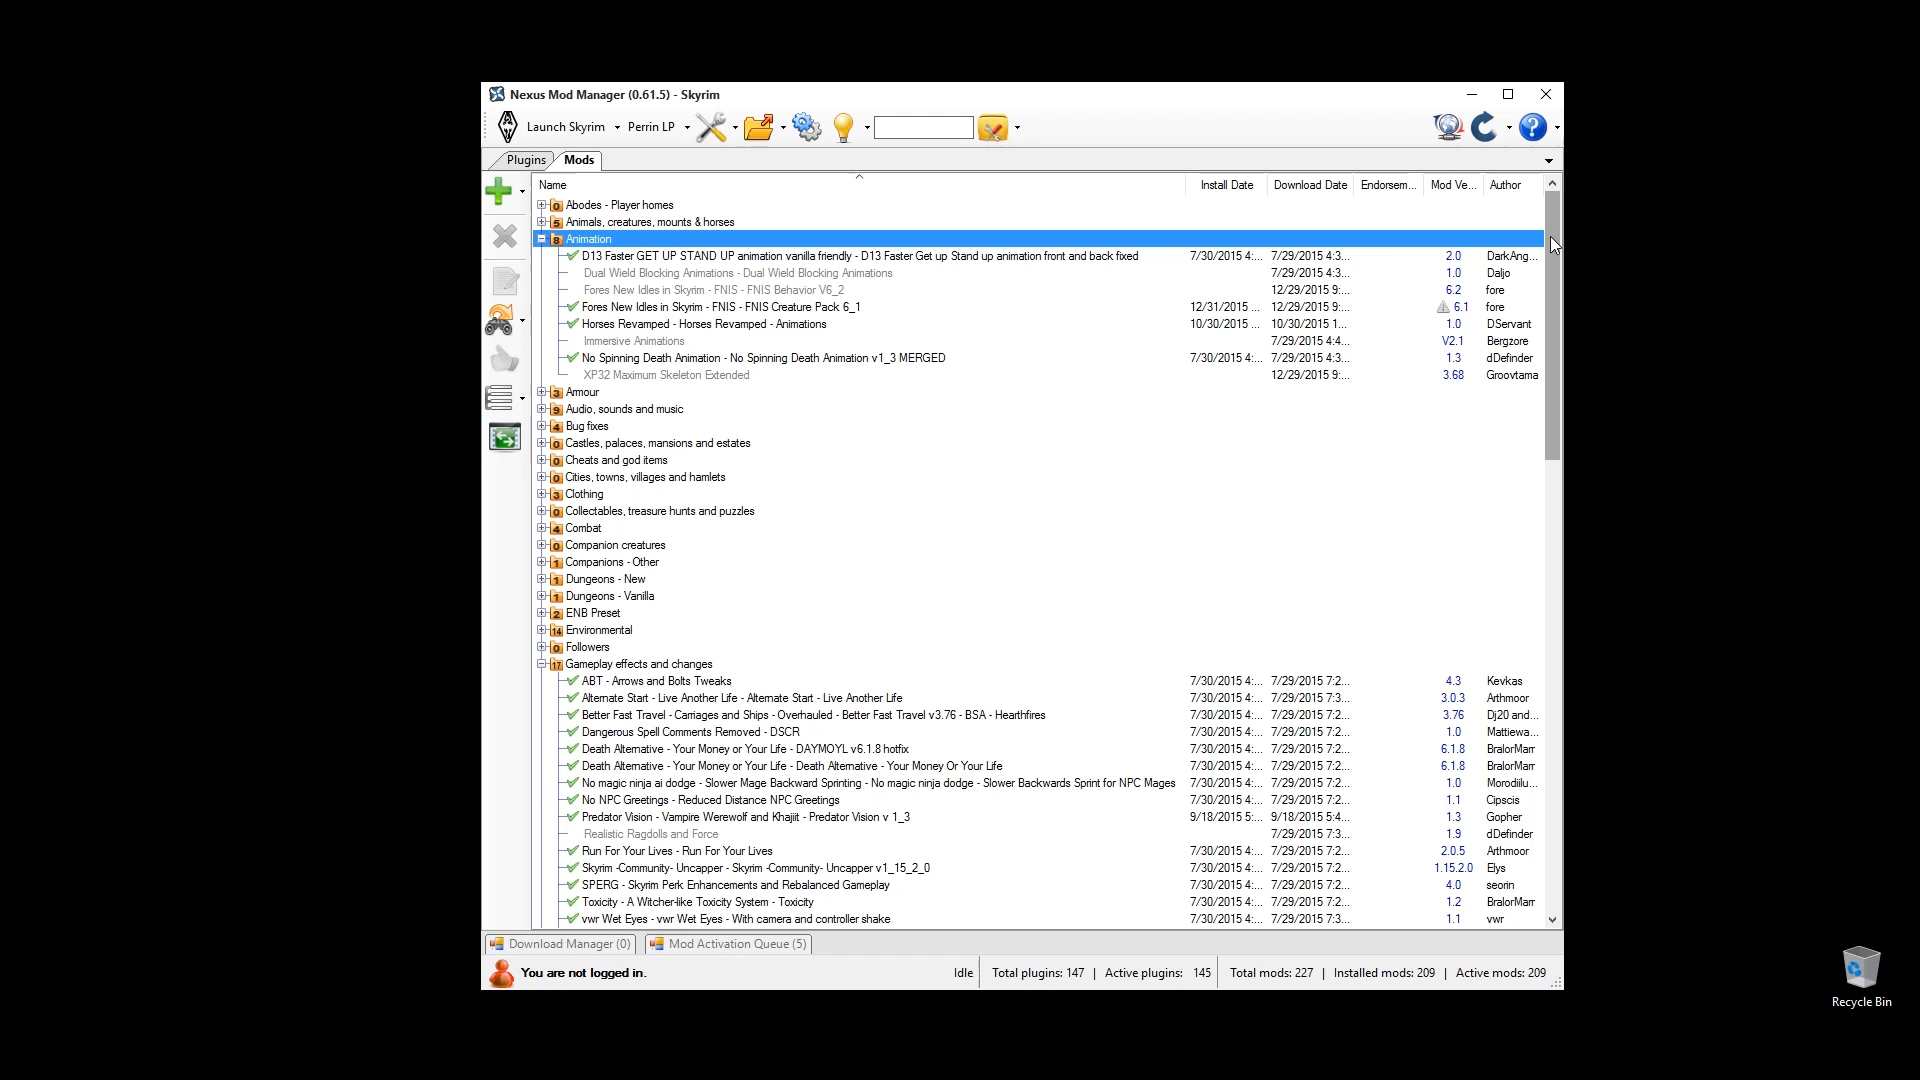 Nexus Mod Manager (0.61.5) - Skyrim
Launch Skyrim Perrin LP
Plugins Mods
Name Install Date Download Date Endorsem... Mod Ve... Author
0 Abodes - Player homes
5 Animals, creatures, mounts & horses
8 Animation
D13 Faster GET UP STAND UP animation vanilla friendly - D13 Faster Get up Stand up animation front and back fixed 7/30/2015 4:... 7/29/2015 4:3... 2.0 DarkAng...
Dual Wield Blocking Animations - Dual Wield Blocking Animations 7/29/2015 4:3... 1.0 Daljo
Fores New Idles in Skyrim - FNIS - FNIS Behavior V6_2 12/29/2015 9:... 6.2 fore
Fores New Idles in Skyrim - FNIS - FNIS Creature Pack 6_1 12/31/2015 ... 12/29/2015 9:... 6.1 fore
Horses Revamped - Horses Revamped - Animations 10/30/2015 ... 10/30/2015 1... 1.0 DServant
Immersive Animations 7/29/2015 4:4... V2.1 Bergzore
No Spinning Death Animation - No Spinning Death Animation v1_3 MERGED 7/30/2015 4:... 7/29/2015 4:3... 1.3 dDefinder
XP32 Maximum Skeleton Extended 12/29/2015 9:... 3.68 Groovtama
3 Armour
9 Audio, sounds and music
4 Bug fixes
0 Castles, palaces, mansions and estates
0 Cheats and god items
0 Cities, towns, villages and hamlets
3 Clothing
0 Collectables, treasure hunts and puzzles
4 Combat
0 Companion creatures
1 Companions - Other
1 Dungeons - New
1 Dungeons - Vanilla
2 ENB Preset
14 Environmental
0 Followers
17 Gameplay effects and changes
ABT - Arrows and Bolts Tweaks 7/30/2015 4:... 7/29/2015 7:2... 4.3 Kevkas
Alternate Start - Live Another Life - Alternate Start - Live Another Life 7/30/2015 4:... 7/29/2015 7:3... 3.0.3 Arthmoor
Better Fast Travel - Carriages and Ships - Overhauled - Better Fast Travel v3.76 - BSA - Hearthfires 7/30/2015 4:... 7/29/2015 7:2... 3.76 Dj20 and...
Dangerous Spell Comments Removed - DSCR 7/30/2015 4:... 7/29/2015 7:2... 1.0 Mattiewa...
Death Alternative - Your Money or Your Life - DAYMOYL v6.1.8 hotfix 7/30/2015 4:... 7/29/2015 7:2... 6.1.8 BralorMarr
Death Alternative - Your Money or Your Life - Death Alternative - Your Money Or Your Life 7/30/2015 4:... 7/29/2015 7:2... 6.1.8 BralorMarr
No magic ninja ai dodge - Slower Mage Backward Sprinting - No magic ninja dodge - Slower Backwards Sprint for NPC Mages 7/30/2015 4:... 7/29/2015 7:2... 1.0 Morodiilu...
No NPC Greetings - Reduced Distance NPC Greetings 7/30/2015 4:... 7/29/2015 7:2... 1.1 Cipscis
Predator Vision - Vampire Werewolf and Khajiit - Predator Vision v 1_3 9/18/2015 5:... 9/18/2015 5:4... 1.3 Gopher
Realistic Ragdolls and Force 7/29/2015 7:3... 1.9 dDefinder
Run For Your Lives - Run For Your Lives 7/30/2015 4:... 7/29/2015 7:2... 2.0.5 Arthmoor
Skyrim -Community- Uncapper - Skyrim -Community- Uncapper v1_15_2_0 7/30/2015 4:... 7/29/2015 7:2... 1.15.2.0 Elys
SPERG - Skyrim Perk Enhancements and Rebalanced Gameplay 7/30/2015 4:... 7/29/2015 7:2... 4.0 seorin
Toxicity - A Witcher-like Toxicity System - Toxicity 7/30/2015 4:... 7/29/2015 7:2... 1.2 BralorMarr
vwr Wet Eyes - vwr Wet Eyes - With camera and controller shake 7/30/2015 4:... 7/29/2015 7:3... 1.1 vwr
Download Manager (0) Mod Activation Queue (5)
You are not logged in. Idle Total plugins: 147 | Active plugins: 145 Total mods: 227 | Installed mods: 209 | Active mods: 209
Recycle Bin